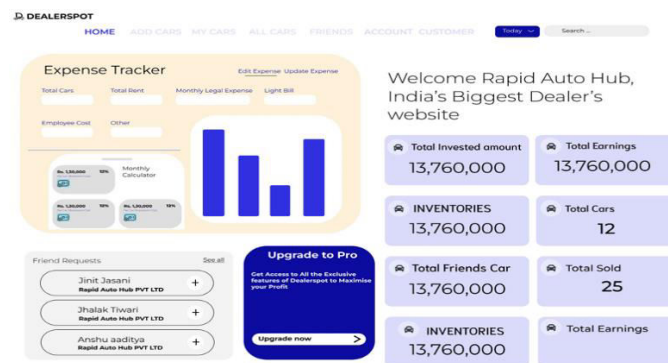 DEALERSPOT
HOME ADD CARS MY CARS ALL CARS FRIENDS ACCOUNT CUSTOMER Today Search ...
Expense Tracker
Edit Expense Update Expense
Total Cars Total Rent Monthly Legal Expense Light Bill
Employee Cost Other
Monthly
Calculator
Rs. 1,50,000 10%
Rs. 1,50,000 10% Rs. 1,50,000 10%
Friend Requests See all
Jinit Jasani
Rapid Auto Hub PVT LTD
+
Jhalak Tiwari
Rapid Auto Hub PVT LTD
+
Anshu aaditya
Rapid Auto Hub PVT LTD
+
Upgrade to Pro
Get Access to All the Exclusive
features of Dealerspot to Maximise
your Profit
Upgrade now >
Welcome Rapid Auto Hub,
India's Biggest Dealer's
website
Total Invested amount
13,760,000
Total Earnings
13,760,000
INVENTORIES
13,760,000
Total Cars
12
Total Friends Car
13,760,000
Total Sold
25
INVENTORIES
13,760,000
Total Earnings